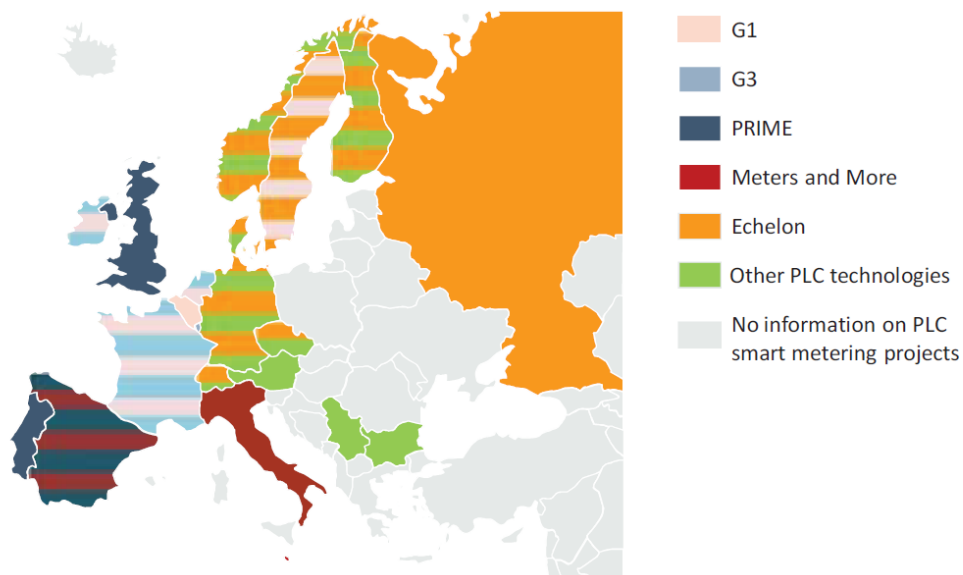 G1
G3
PRIME
Meters and More
Echelon
Other PLC technologies
No information on PLC
smart metering projects